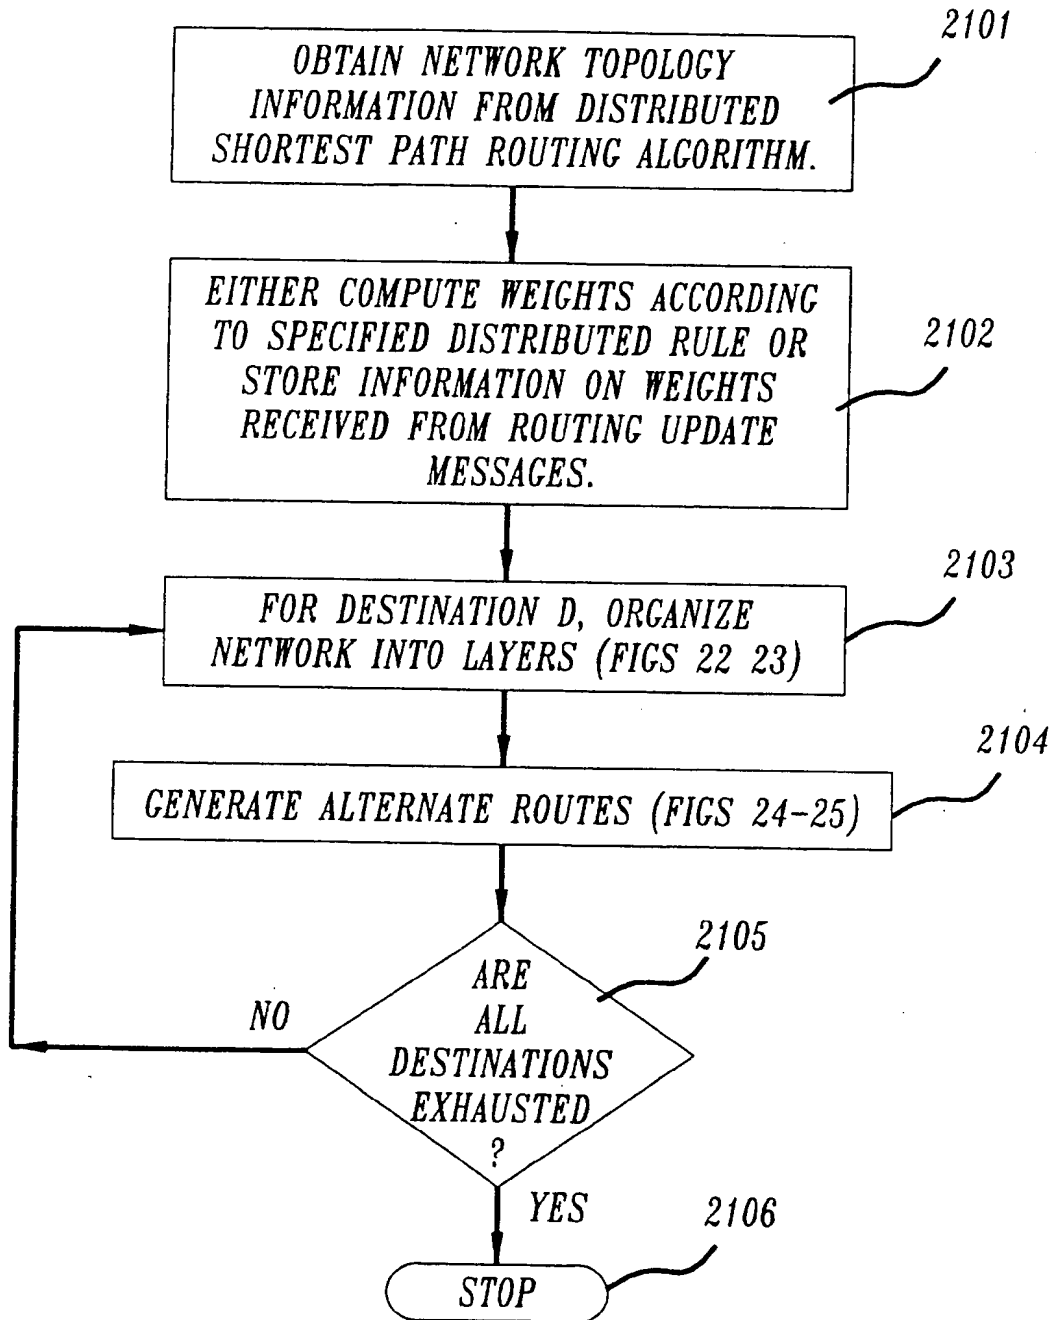 2101
OBTAIN NETWORK TOPOLOGY
INFORMATION FROM DISTRIBUTED
SHORTEST PATH ROUTING ALGORITHM.
EITHER COMPUTE WEIGHTS ACCORDING
TO SPECIFIED DISTRIBUTED RULE OR
STORE INFORMATION ON WEIGHTS
RECEIVED FROM ROUTING UPDATE
MESSAGES.
2102
2103
FOR DESTINATION D, ORGANIZE
NETWORK INTO LAYERS (FIGS 22 23)
2104
GENERATE ALTERNATE ROUTES (FIGS 24-25)
2105
ARE
ALL
DESTINATIONS
EXHAUSTED
?
NO
YES
2106
STOP